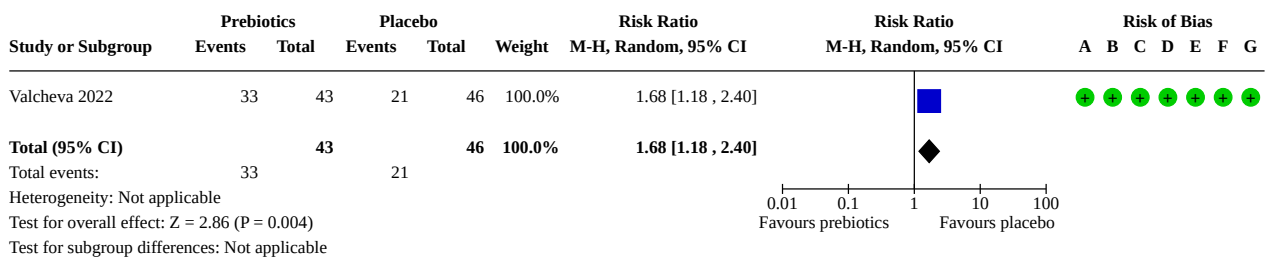 Prebiotics Placebo Risk Ratio Risk Ratio Risk of Bias
Study or Subgroup Events Total Events Total Weight M-H, Random, 95% CI M-H, Random, 95% CI A B C D E F G
Valcheva 2022 33 43 21 46 100.0% 1.68 [1.18 , 2.40] + + + + + + +
Total (95% CI) 43 46 100.0% 1.68 [1.18 , 2.40]
Total events: 33 21
Heterogeneity: Not applicable 0.01 0.1 1 10 100
Test for overall effect: Z = 2.86 (P = 0.004) Favours prebiotics Favours placebo
Test for subgroup differences: Not applicable